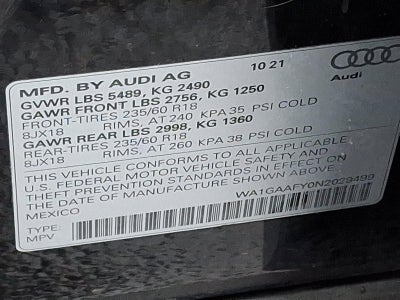 MFD. BY AUDI AG 10 21
GVWR LBS 5489, KG 2490
GAWR FRONT LBS 2756, KG 1250
FRONT-TIRES 235/60 R18
8JX18 RIMS, AT 240 KPA 35 PSI COLD
GAWR REAR LBS 2998, KG 1360
REAR-TIRES 235/60 R18
8JX18 RIMS, AT 260 KPA 38 PSI COLD
THIS VEHICLE CONFORMS TO ALL APPLICABLE
U.S. FEDERAL MOTOR VEHICLE SAFETY AND
THEFT PREVENTION STANDARDS IN EFFECT ON
THE DATE OF MANUFACTURE SHOWN ABOVE.
MEXICO
Audi
WA1GAAFY0N2029499
TYPE:
MPV